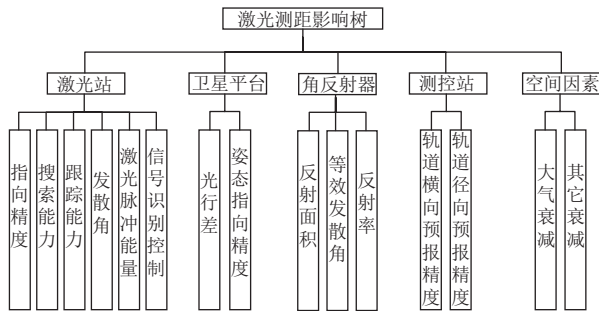 激光测距影响树
激光站
卫星平台
角反射器
测控站
空间因素
指向精度
搜索能力
跟踪能力
发散角
激光脉冲能量
信号识别控制
光行差
姿态指向精度
反射面积
等效发散角
反射率
轨道横向预报精度
轨道径向预报精度
大气衰减
其它衰减